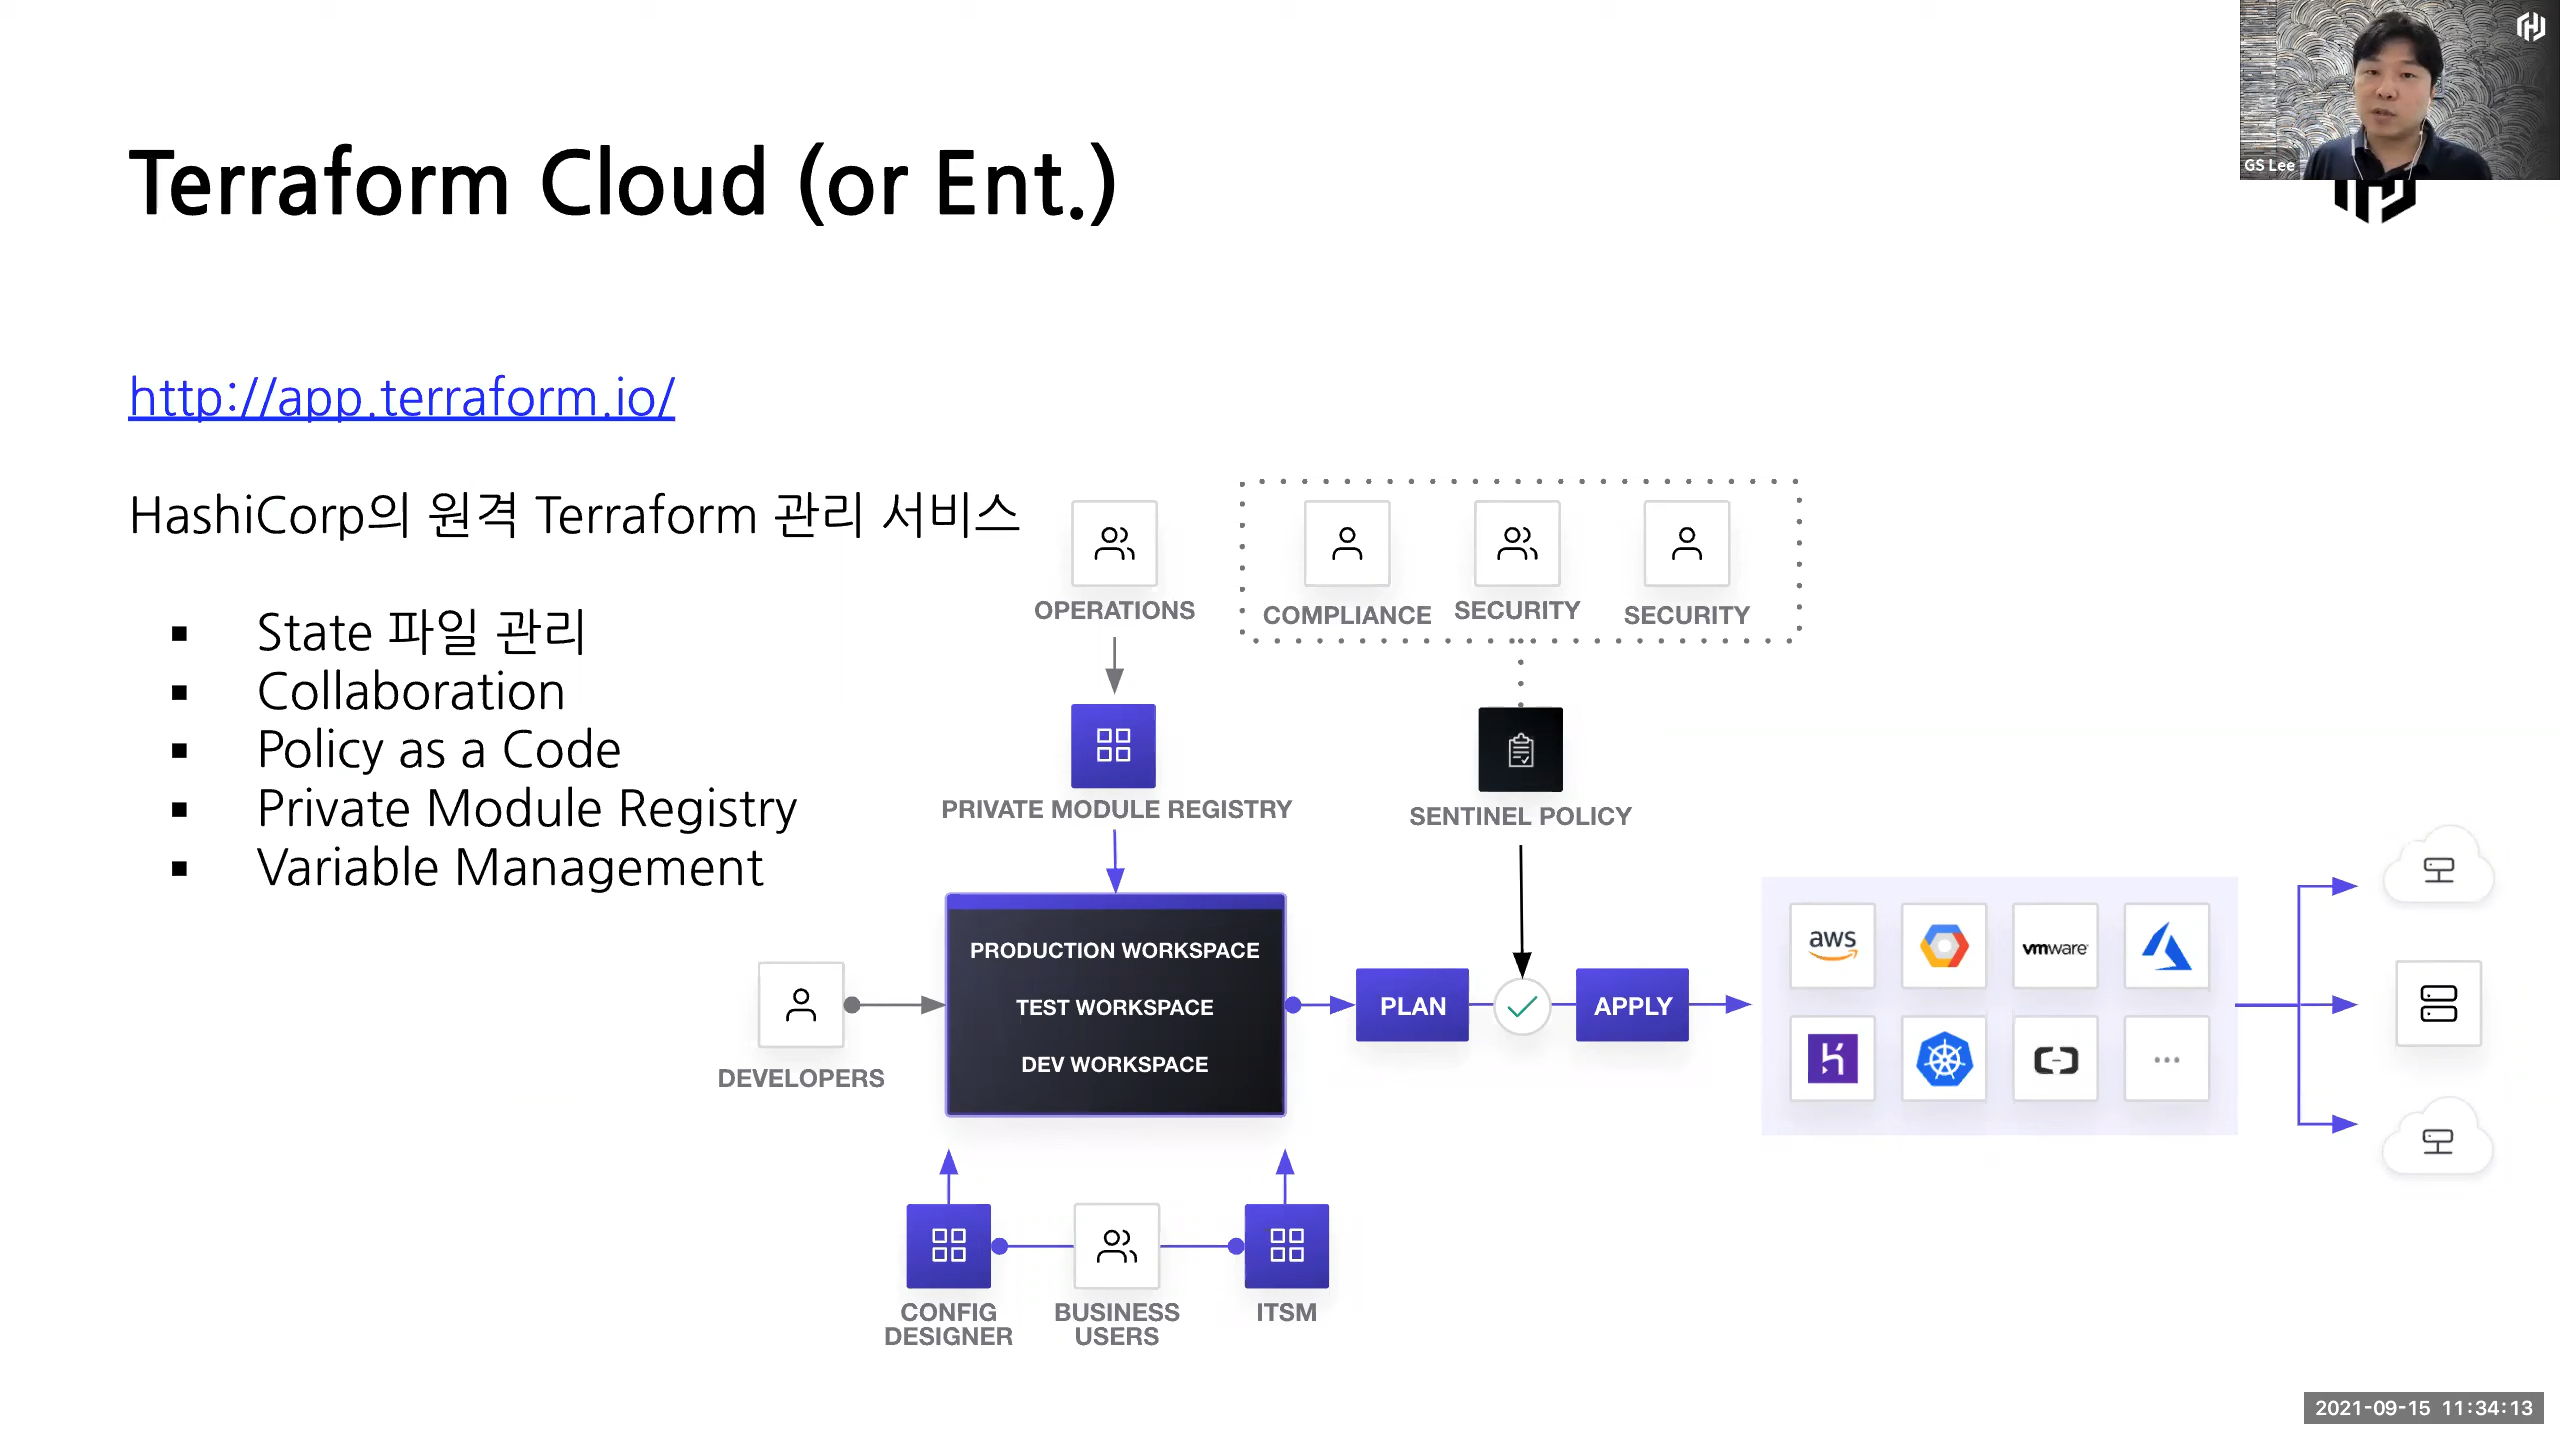 GS Lee
Terraform Cloud (or Ent.)
http://app.terraform.io/
HashiCorp의 원격 Terraform 관리 서비스
▪ State 파일 관리
▪ Collaboration
▪ Policy as a Code
▪ Private Module Registry
▪ Variable Management
OPERATIONS
COMPLIANCE
SECURITY
SECURITY
PRIVATE MODULE REGISTRY
SENTINEL POLICY
PRODUCTION WORKSPACE
TEST WORKSPACE
DEV WORKSPACE
DEVELOPERS
PLAN
APPLY
aws
vmware
CONFIG
DESIGNER
BUSINESS
USERS
ITSM
2021-09-15 11:34:13